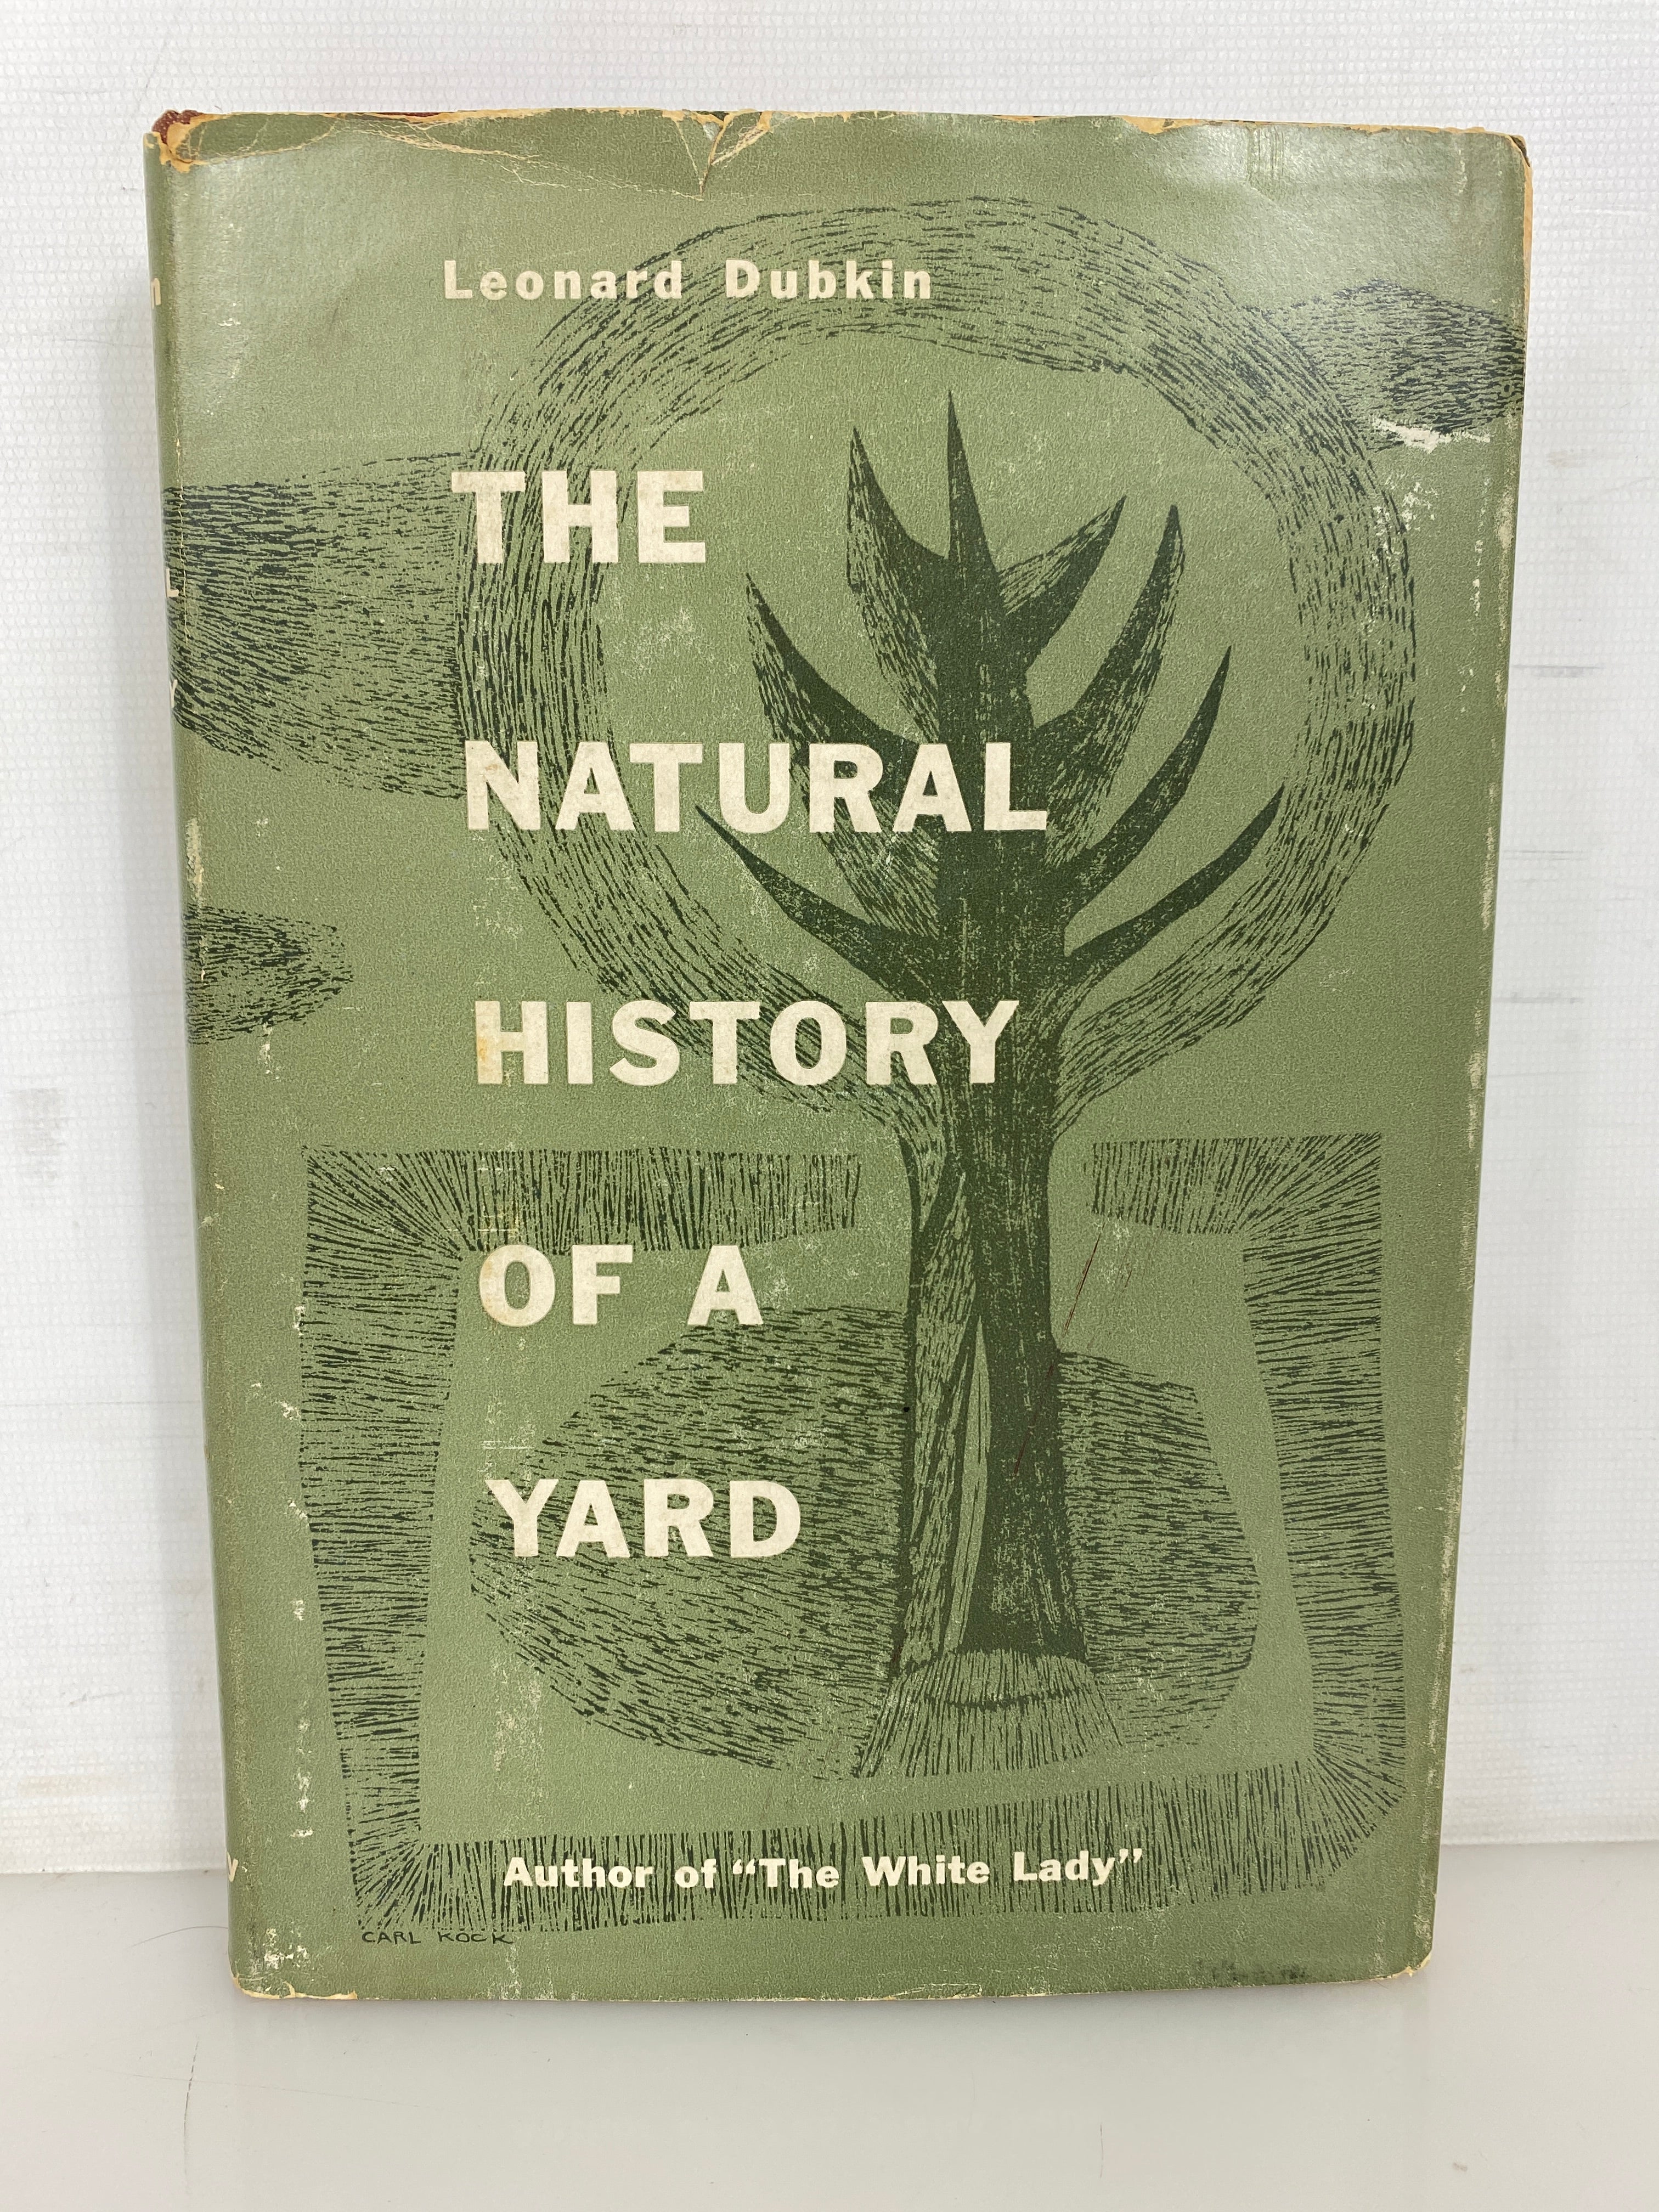 Leonard Dubkin
THE
NATURAL
HISTORY
OF A
YARD
Author of “The White Lady”
CARL KOCK